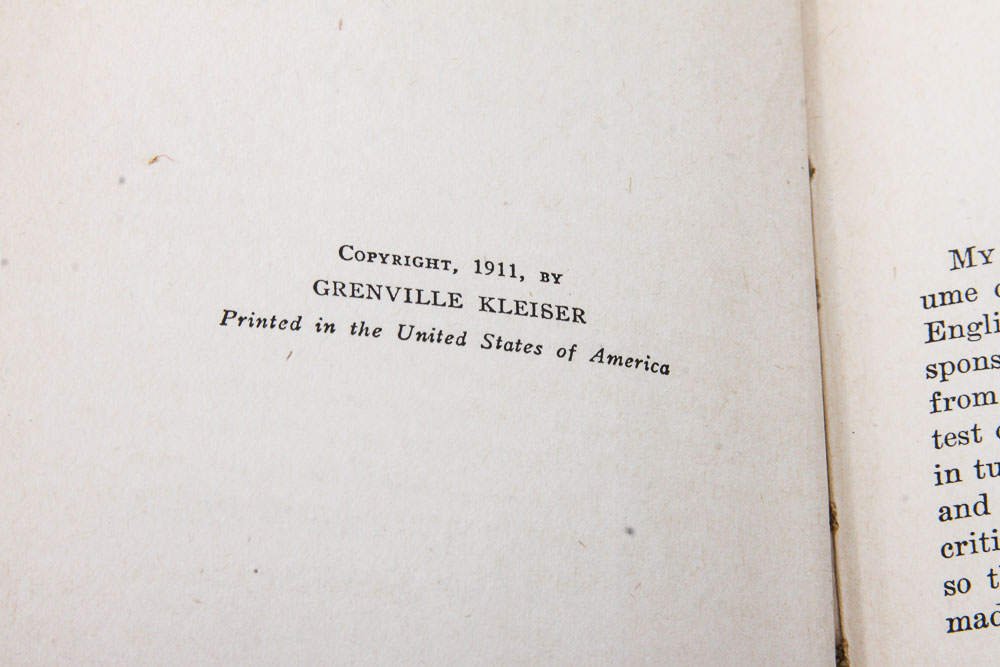 COPYRIGHT, 1911, BY
GRENVILLE KLEISER
Printed in the United States of America
My
ume
Engli
spons
from
test
in tu
and
criti
so t
mad